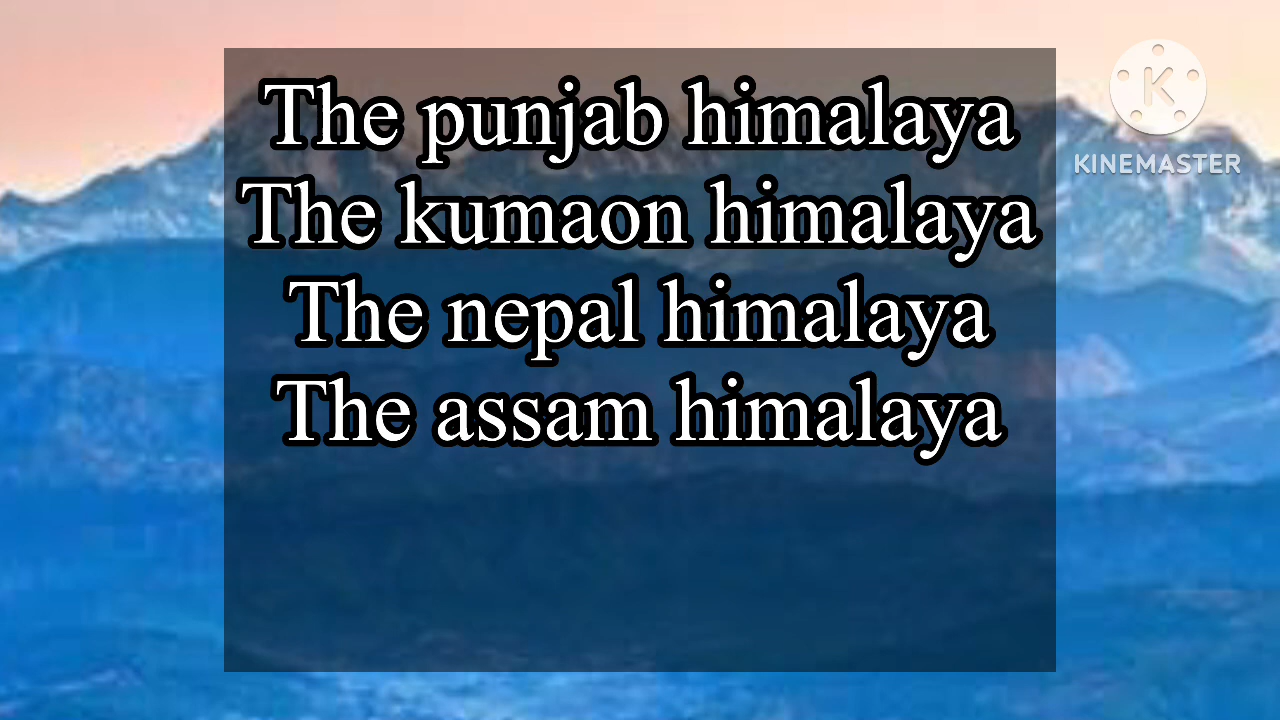 The punjab himalaya
The kumaon himalaya
The nepal himalaya
The assam himalaya
K
KINEMASTER